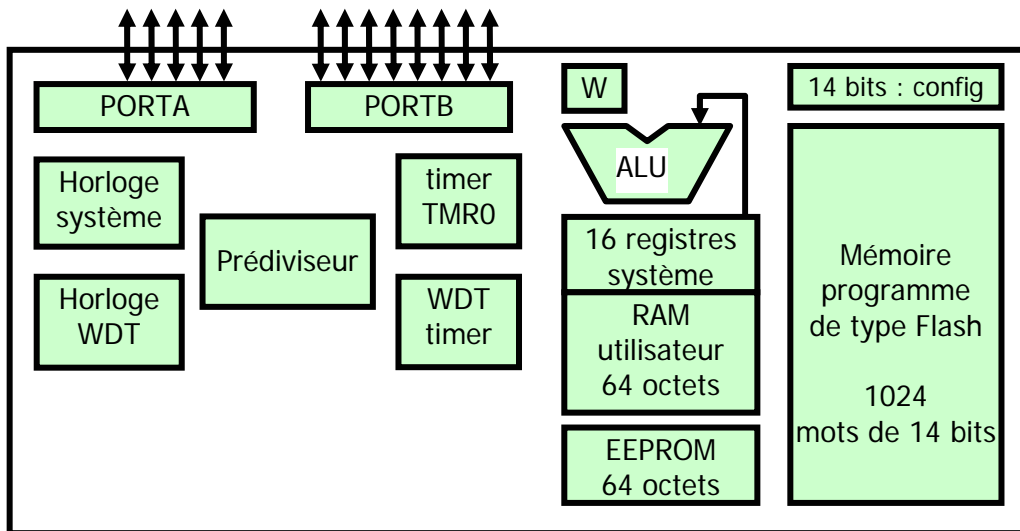 PORTA
PORTB
W
14 bits : config
ALU
Horloge
système
timer
TMR0
Prédiviseur
Horloge
WDT
WDT
timer
16 registres
système
RAM
utilisateur
64 octets
EEPROM
64 octets
Mémoire
programme
de type Flash
1024
mots de 14 bits